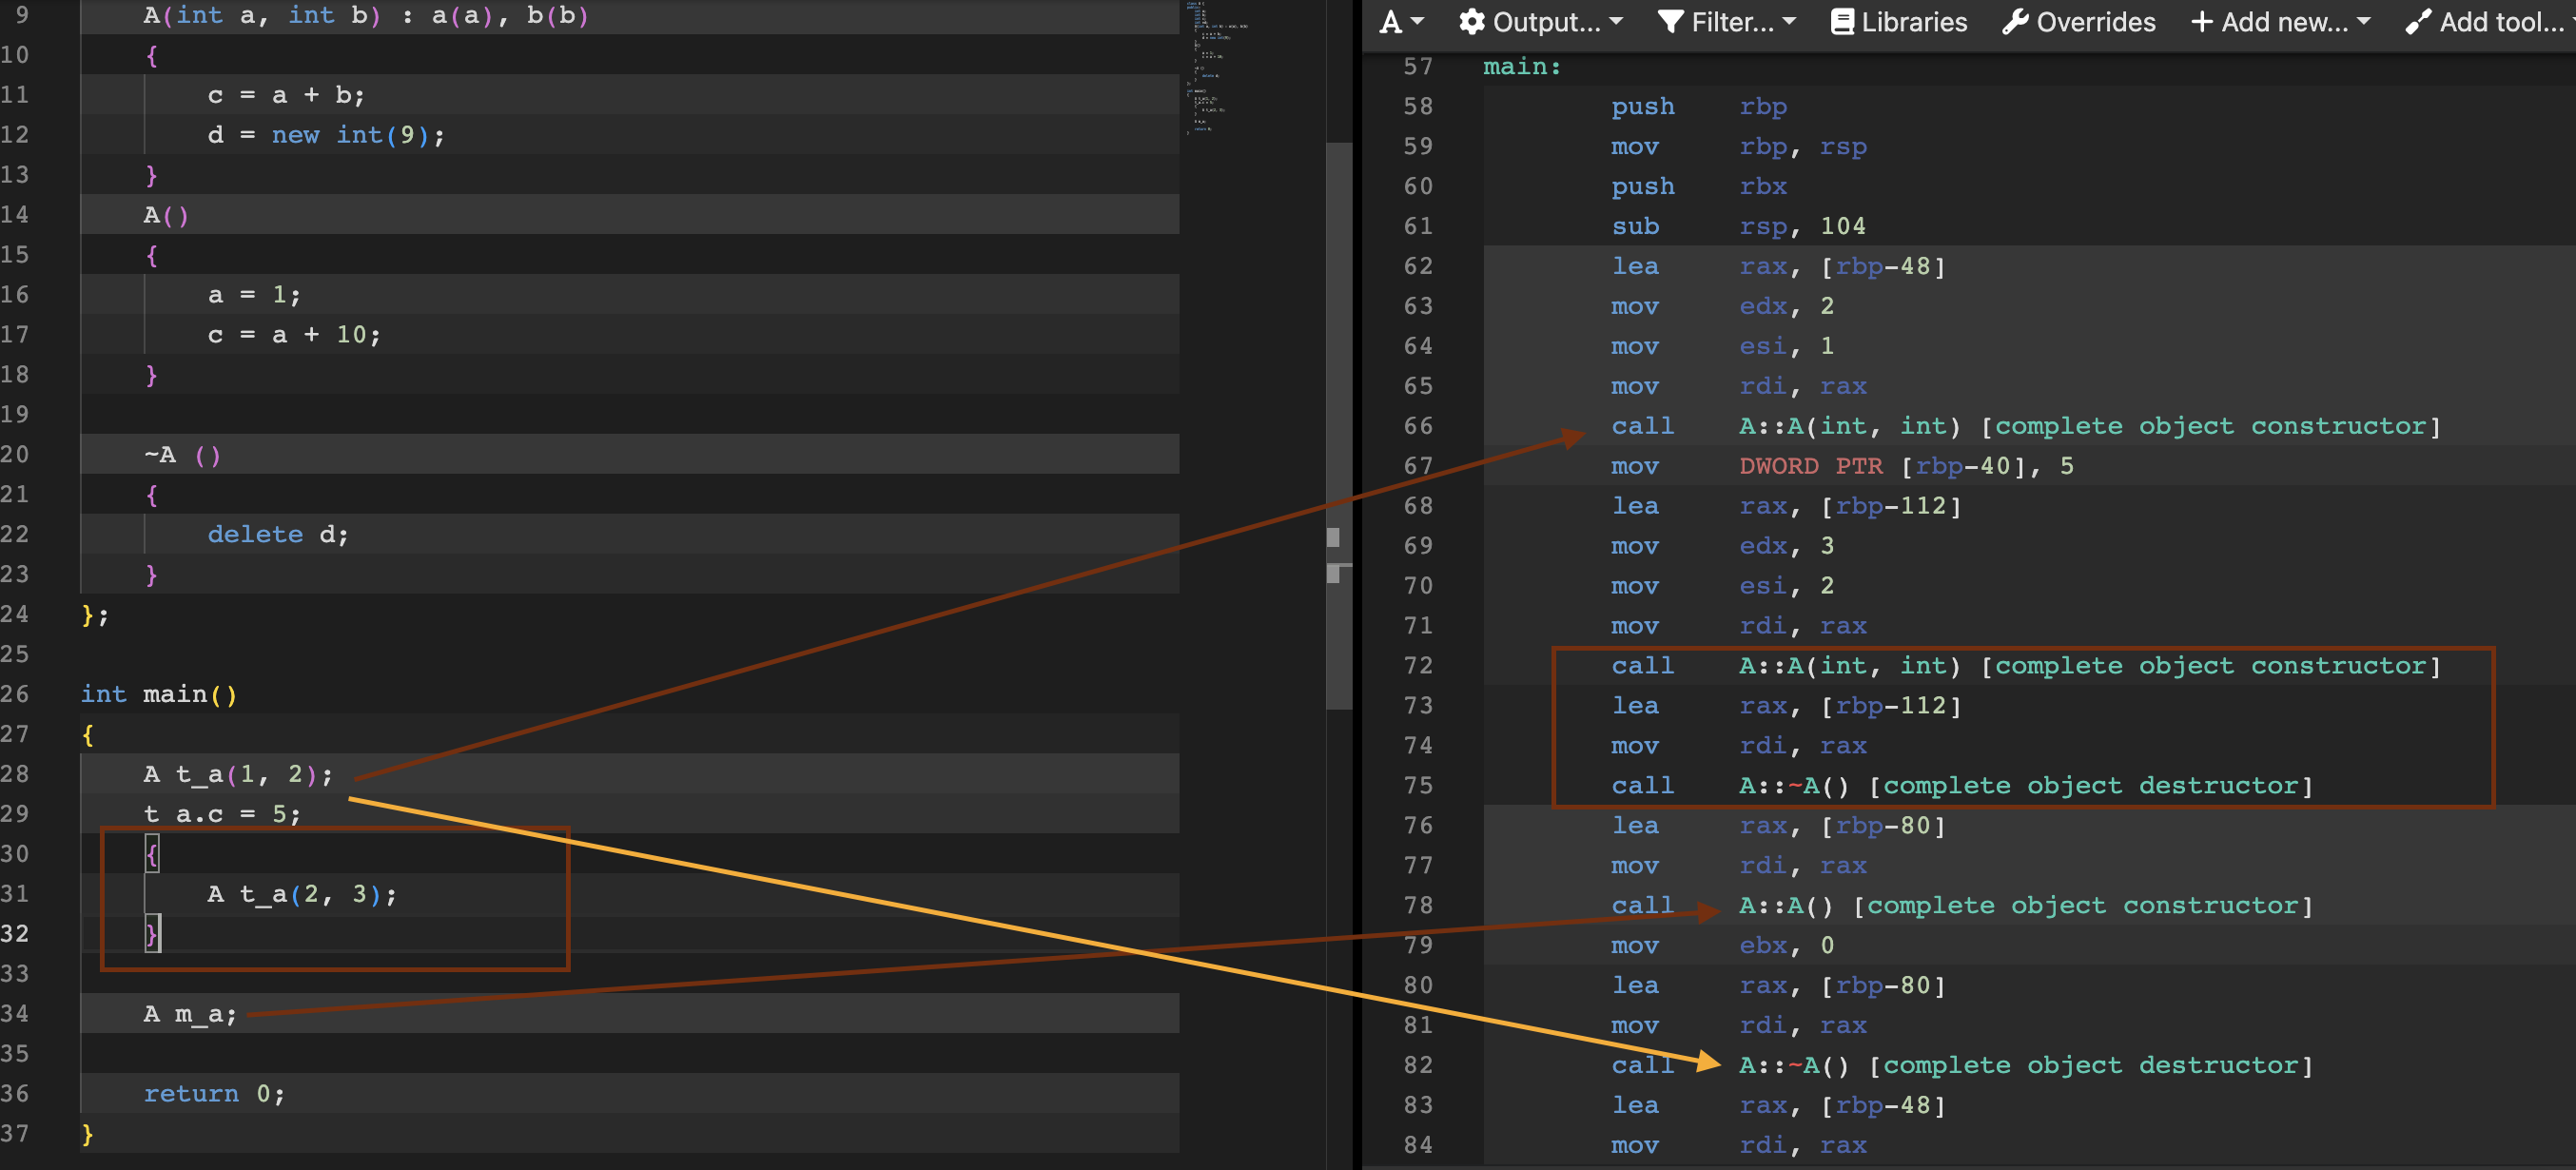 9 A(int a, int b) : a(a), b(b)
10 {
11 c = a + b;
12 d = new int(9);
13 }
14 A()
15 {
16 a = 1;
17 c = a + 10;
18 }
19
20 ~A ()
21 {
22 delete d;
23 }
24 };
25
26 int main()
27 {
28 A t_a(1, 2);
29 t a.c = 5;
30 {
31 A t_a(2, 3);
32 }
33
34 A m_a;
35
36 return 0;
37 }
A Output... Filter... Libraries Overrides + Add new... Add tool...
57 main:
58 push rbp
59 mov rbp, rsp
60 push rbx
61 sub rsp, 104
62 lea rax, [rbp-48]
63 mov edx, 2
64 mov esi, 1
65 mov rdi, rax
66 call A::A(int, int) [complete object constructor]
67 mov DWORD PTR [rbp-40], 5
68 lea rax, [rbp-112]
69 mov edx, 3
70 mov esi, 2
71 mov rdi, rax
72 call A::A(int, int) [complete object constructor]
73 lea rax, [rbp-112]
74 mov rdi, rax
75 call A::~A() [complete object destructor]
76 lea rax, [rbp-80]
77 mov rdi, rax
78 call A::A() [complete object constructor]
79 mov ebx, 0
80 lea rax, [rbp-80]
81 mov rdi, rax
82 call A::~A() [complete object destructor]
83 lea rax, [rbp-48]
84 mov rdi, rax